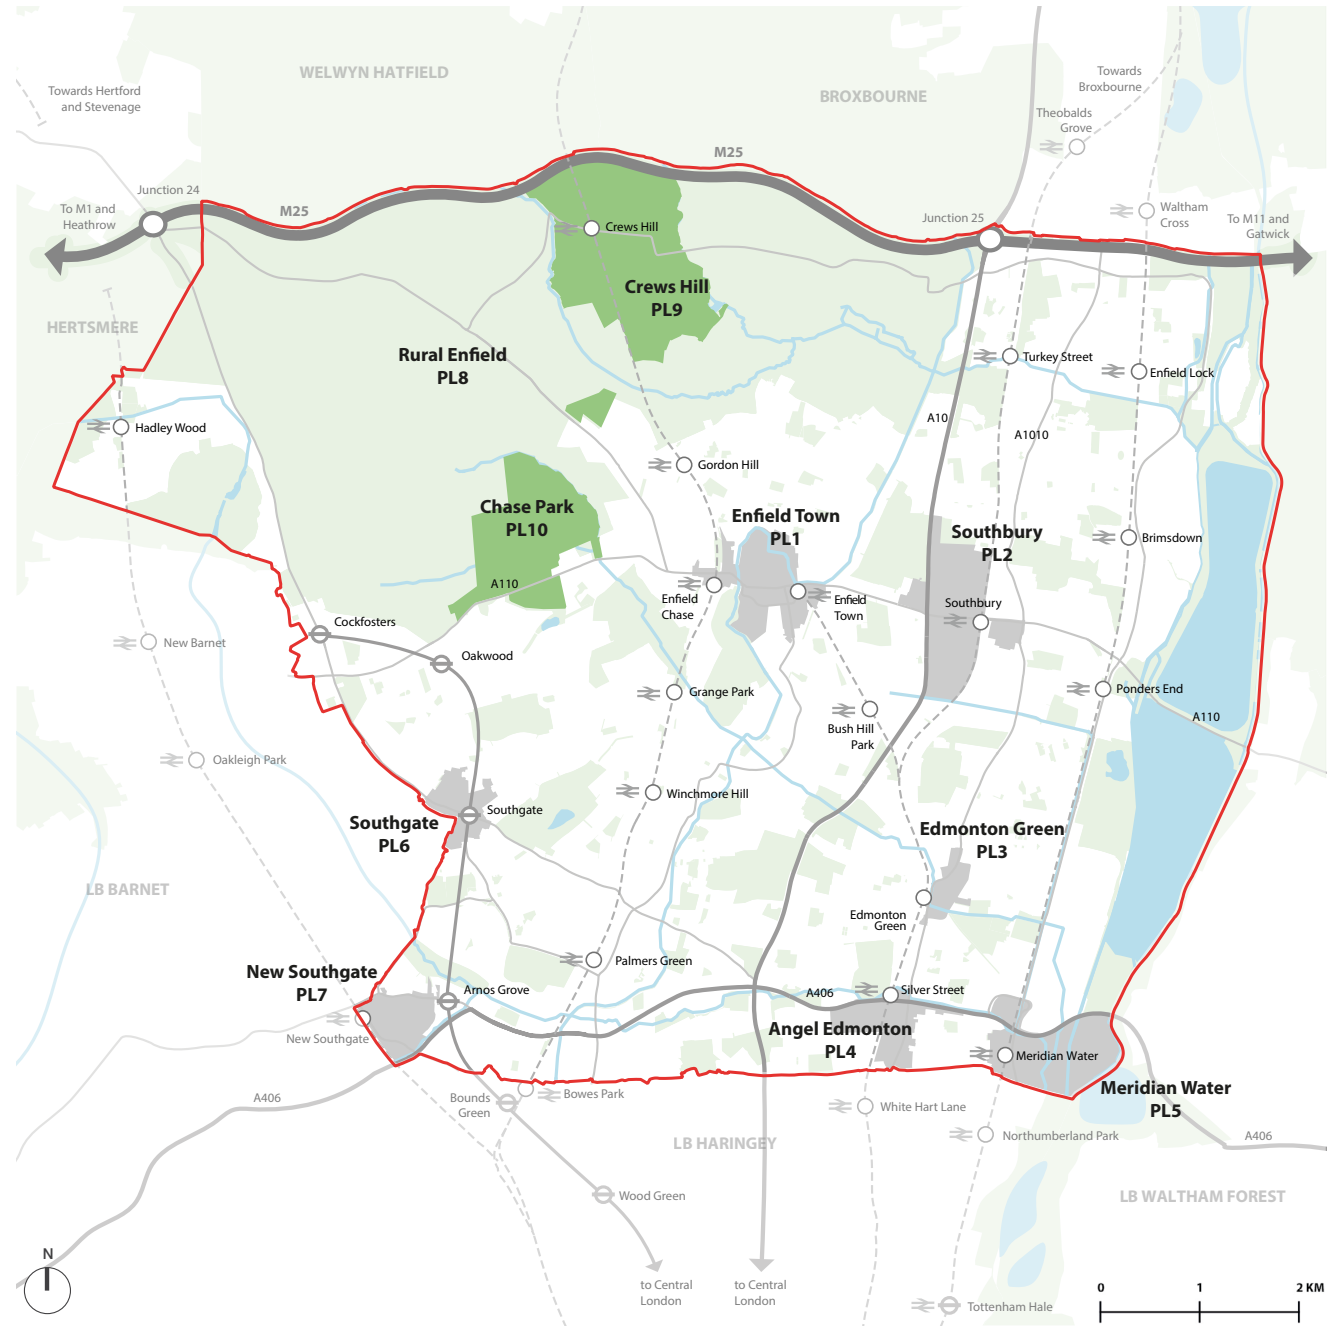 WELWYN HATFIELD
BROXBOURNE
Towards
Broxbourne
Towards Hertford
and Stevenage
Theobalds
Grove
M25
Junction 24
To M1 and
Heathrow
M25
Junction 25
Waltham
Cross
To M11 and
Gatwick
Crews Hill
Crews Hill
PL9
HERTSMERE
Rural Enfield
PL8
Turkey Street
Enfield Lock
A10
A1010
Hadley Wood
Gordon Hill
Chase Park
PL10
Enfield Town
PL1
Southbury
PL2
Brimsdown
A110
Enfield
Chase
Enfield
Town
Southbury
Cockfosters
New Barnet
Oakwood
Grange Park
Ponders End
Bush Hill
Park
A110
Oakleigh Park
Winchmore Hill
Southgate
Southgate
PL6
Edmonton Green
PL3
LB BARNET
Edmonton
Green
New Southgate
PL7
Palmers Green
Arnos Grove
A406
Silver Street
Angel Edmonton
PL4
New Southgate
Meridian Water
Meridian Water
PL5
A406
Bounds
Green
Bowes Park
White Hart Lane
Northumberland Park
A406
LB HARINGEY
Wood Green
LB WALTHAM FOREST
N
to Central
London
to Central
London
Tottenham Hale
0 1 2 KM